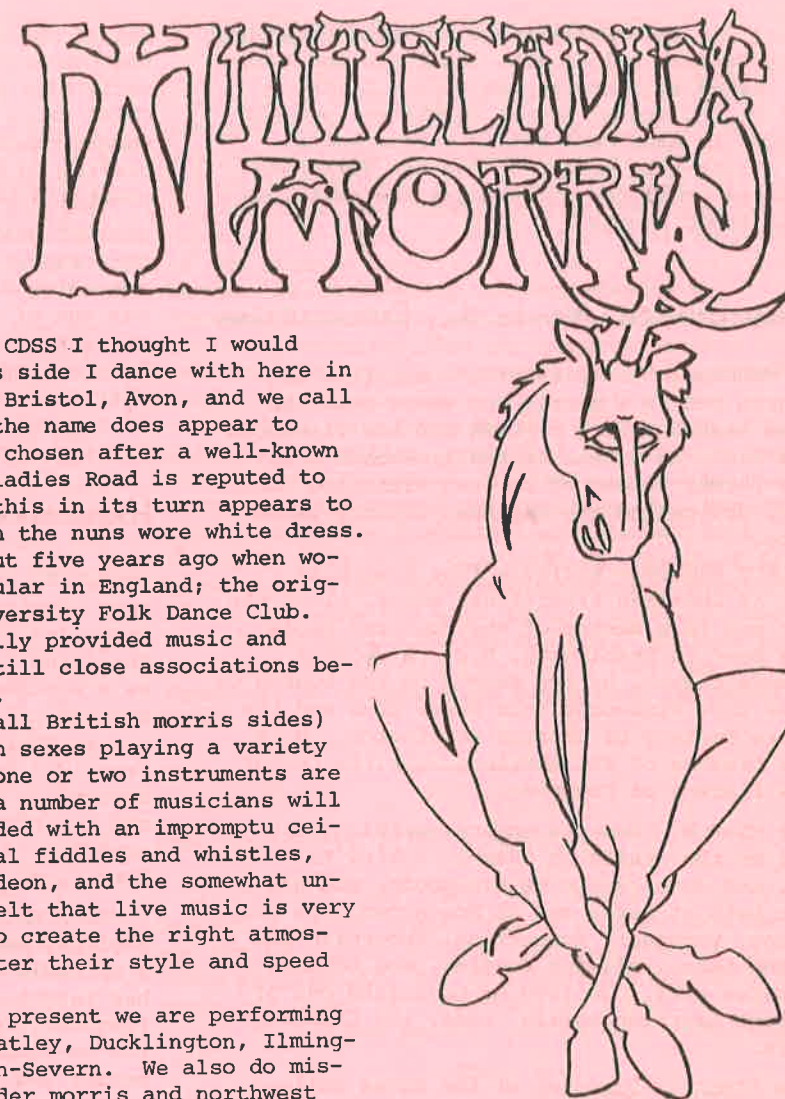 WHITELADIES
MORRIS
CDSS I thought I would
s side I dance with here in
Bristol, Avon, and we call
the name does appear to
chosen after a well-known
ladies Road is reputed to
this in its turn appears to
n the nuns wore white dress.
ut five years ago when wo-
ular in England; the orig-
versity Folk Dance Club.
lly provided music and
till close associations be-
all British morris sides)
h sexes playing a variety
one or two instruments are
a number of musicians will
ded with an impromptu cei-
al fiddles and whistles,
deon, and the somewhat un-
elt that live music is very
o create the right atmos-
ter their style and speed
present we are performing
atley, Ducklington, Ilming-
n-Severn. We also do mis-
der morris and northwest